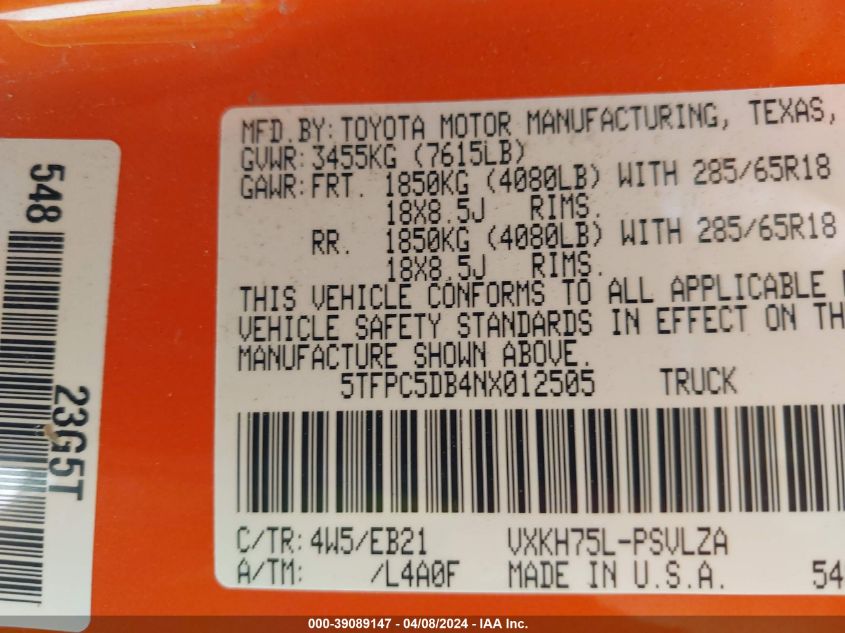 MFD.BY:TOYOTA MOTOR MANUFACTURING, TEXAS,
GVWR:3455KG (7615LB)
GAWR:FRT. 1850KG (4080LB) WITH 285/65R18
18X8.5J RIMS.
RR. 1850KG (4080LB) WITH 285/65R18
18X8.5J RIMS.
THIS VEHICLE CONFORMS TO ALL APPLICABLE
VEHICLE SAFETY STANDARDS IN EFFECT ON TH
MANUFACTURE SHOWN ABOVE.
5TFPC5DB4NX012505 TRUCK
C/TR:4W5/EB21 VXKH75L-PSVLZA
A/TM: /L4A0F MADE IN U.S.A. 54
548
23G5T
000-39089147 - 04/08/2024 - IAA Inc.